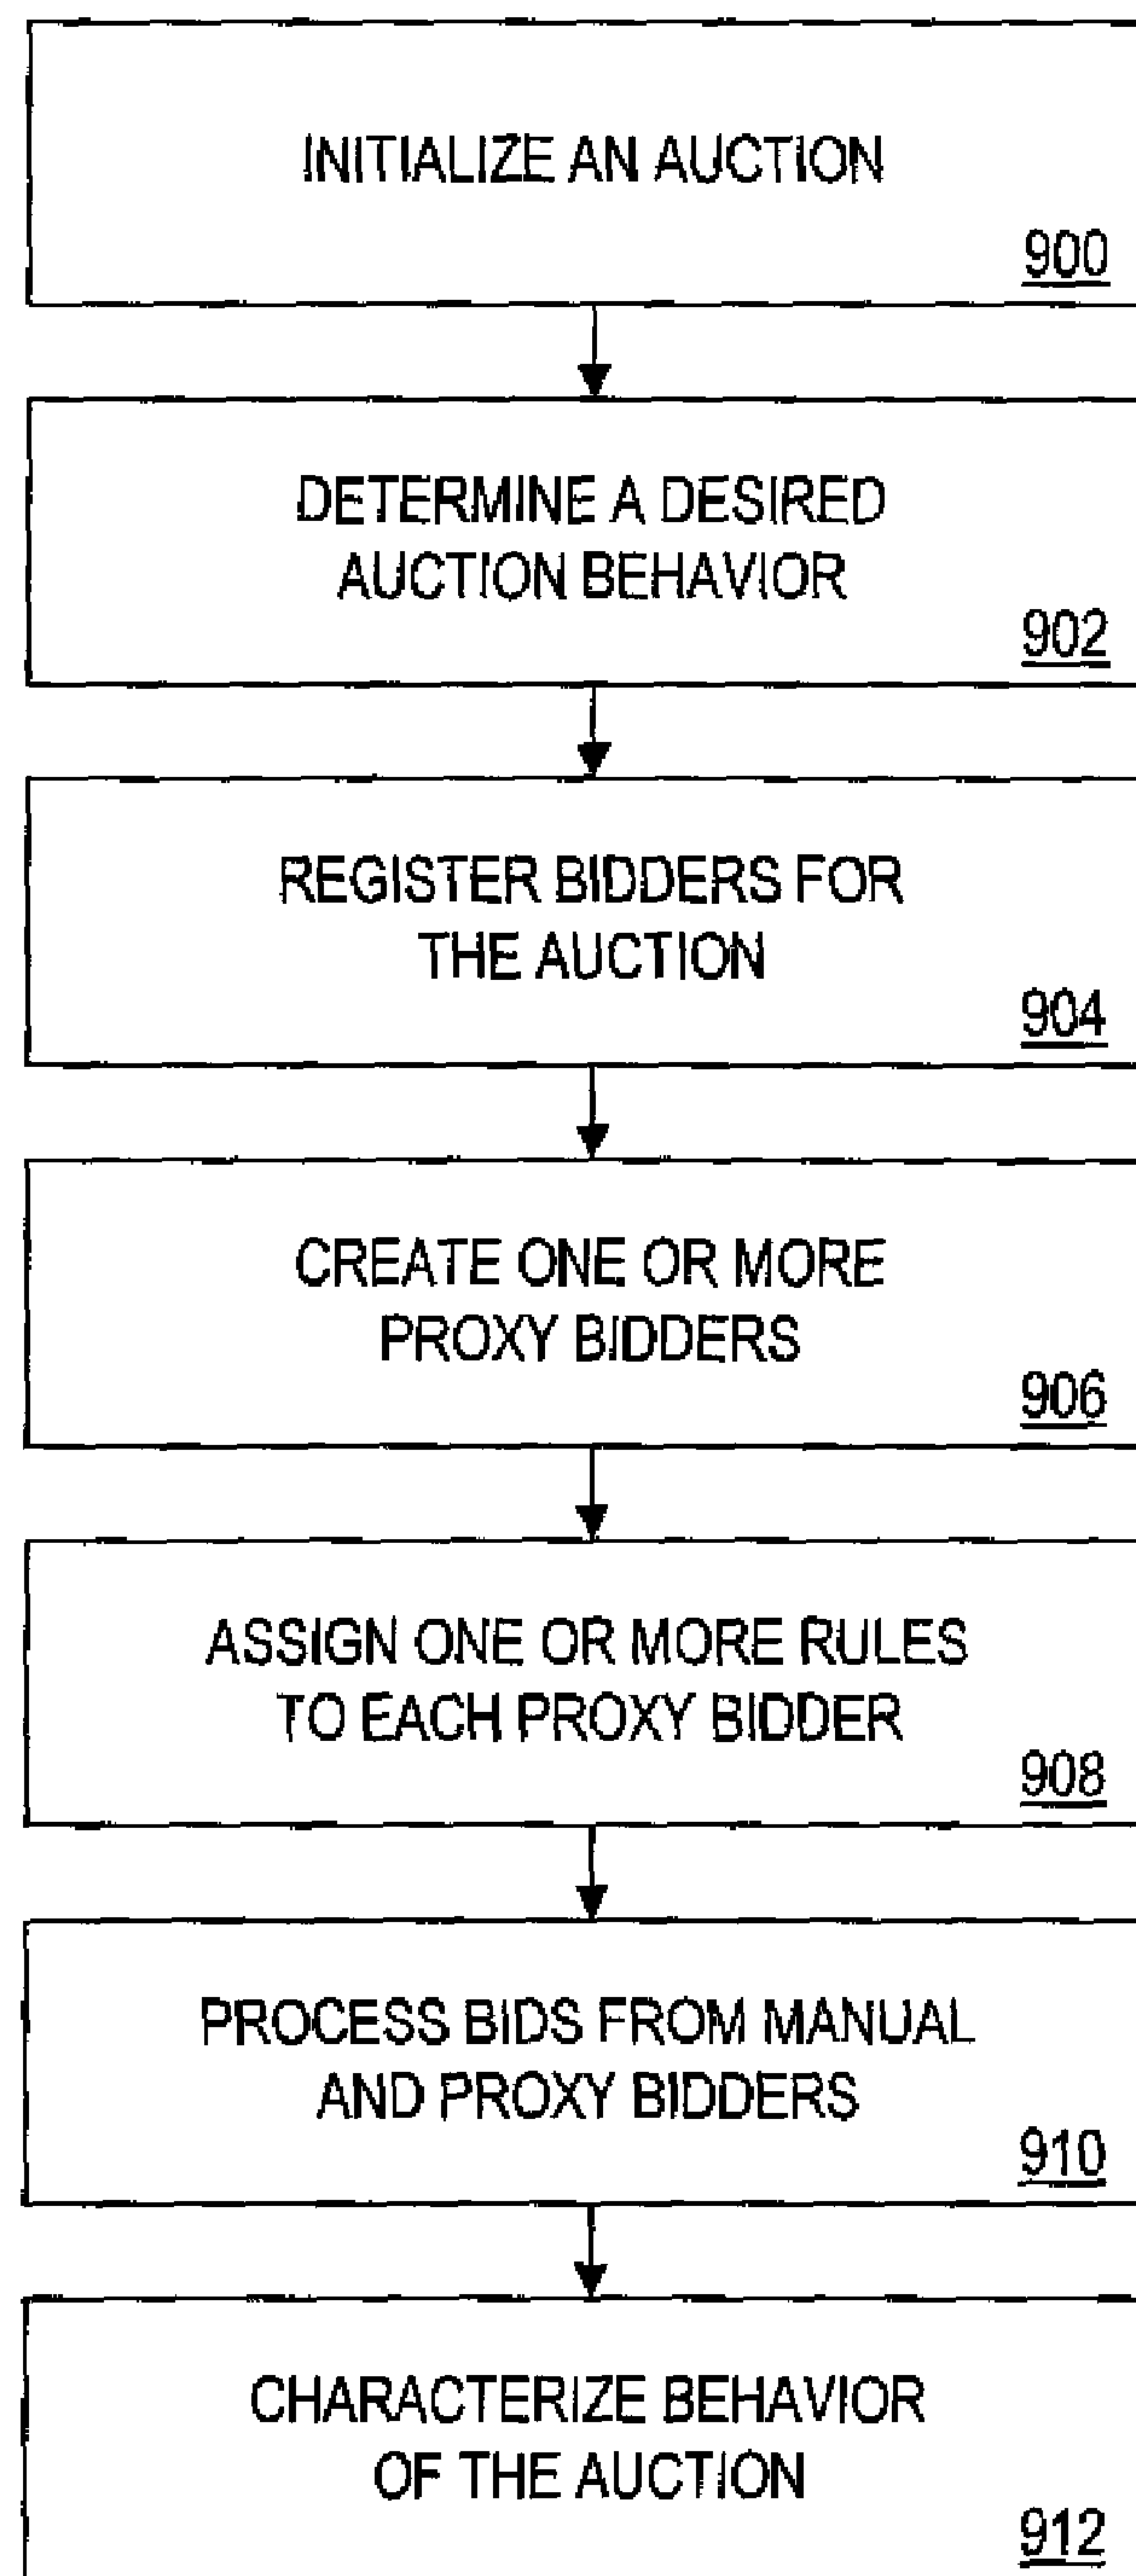 INITIALIZE AN AUCTION
900
DETERMINE A DESIRED
AUCTION BEHAVIOR
902
REGISTER BIDDERS FOR
THE AUCTION
904
CREATE ONE OR MORE
PROXY BIDDERS
906
ASSIGN ONE OR MORE RULES
TO EACH PROXY BIDDER
908
PROCESS BIDS FROM MANUAL
AND PROXY BIDDERS
910
CHARACTERIZE BEHAVIOR
OF THE AUCTION
912